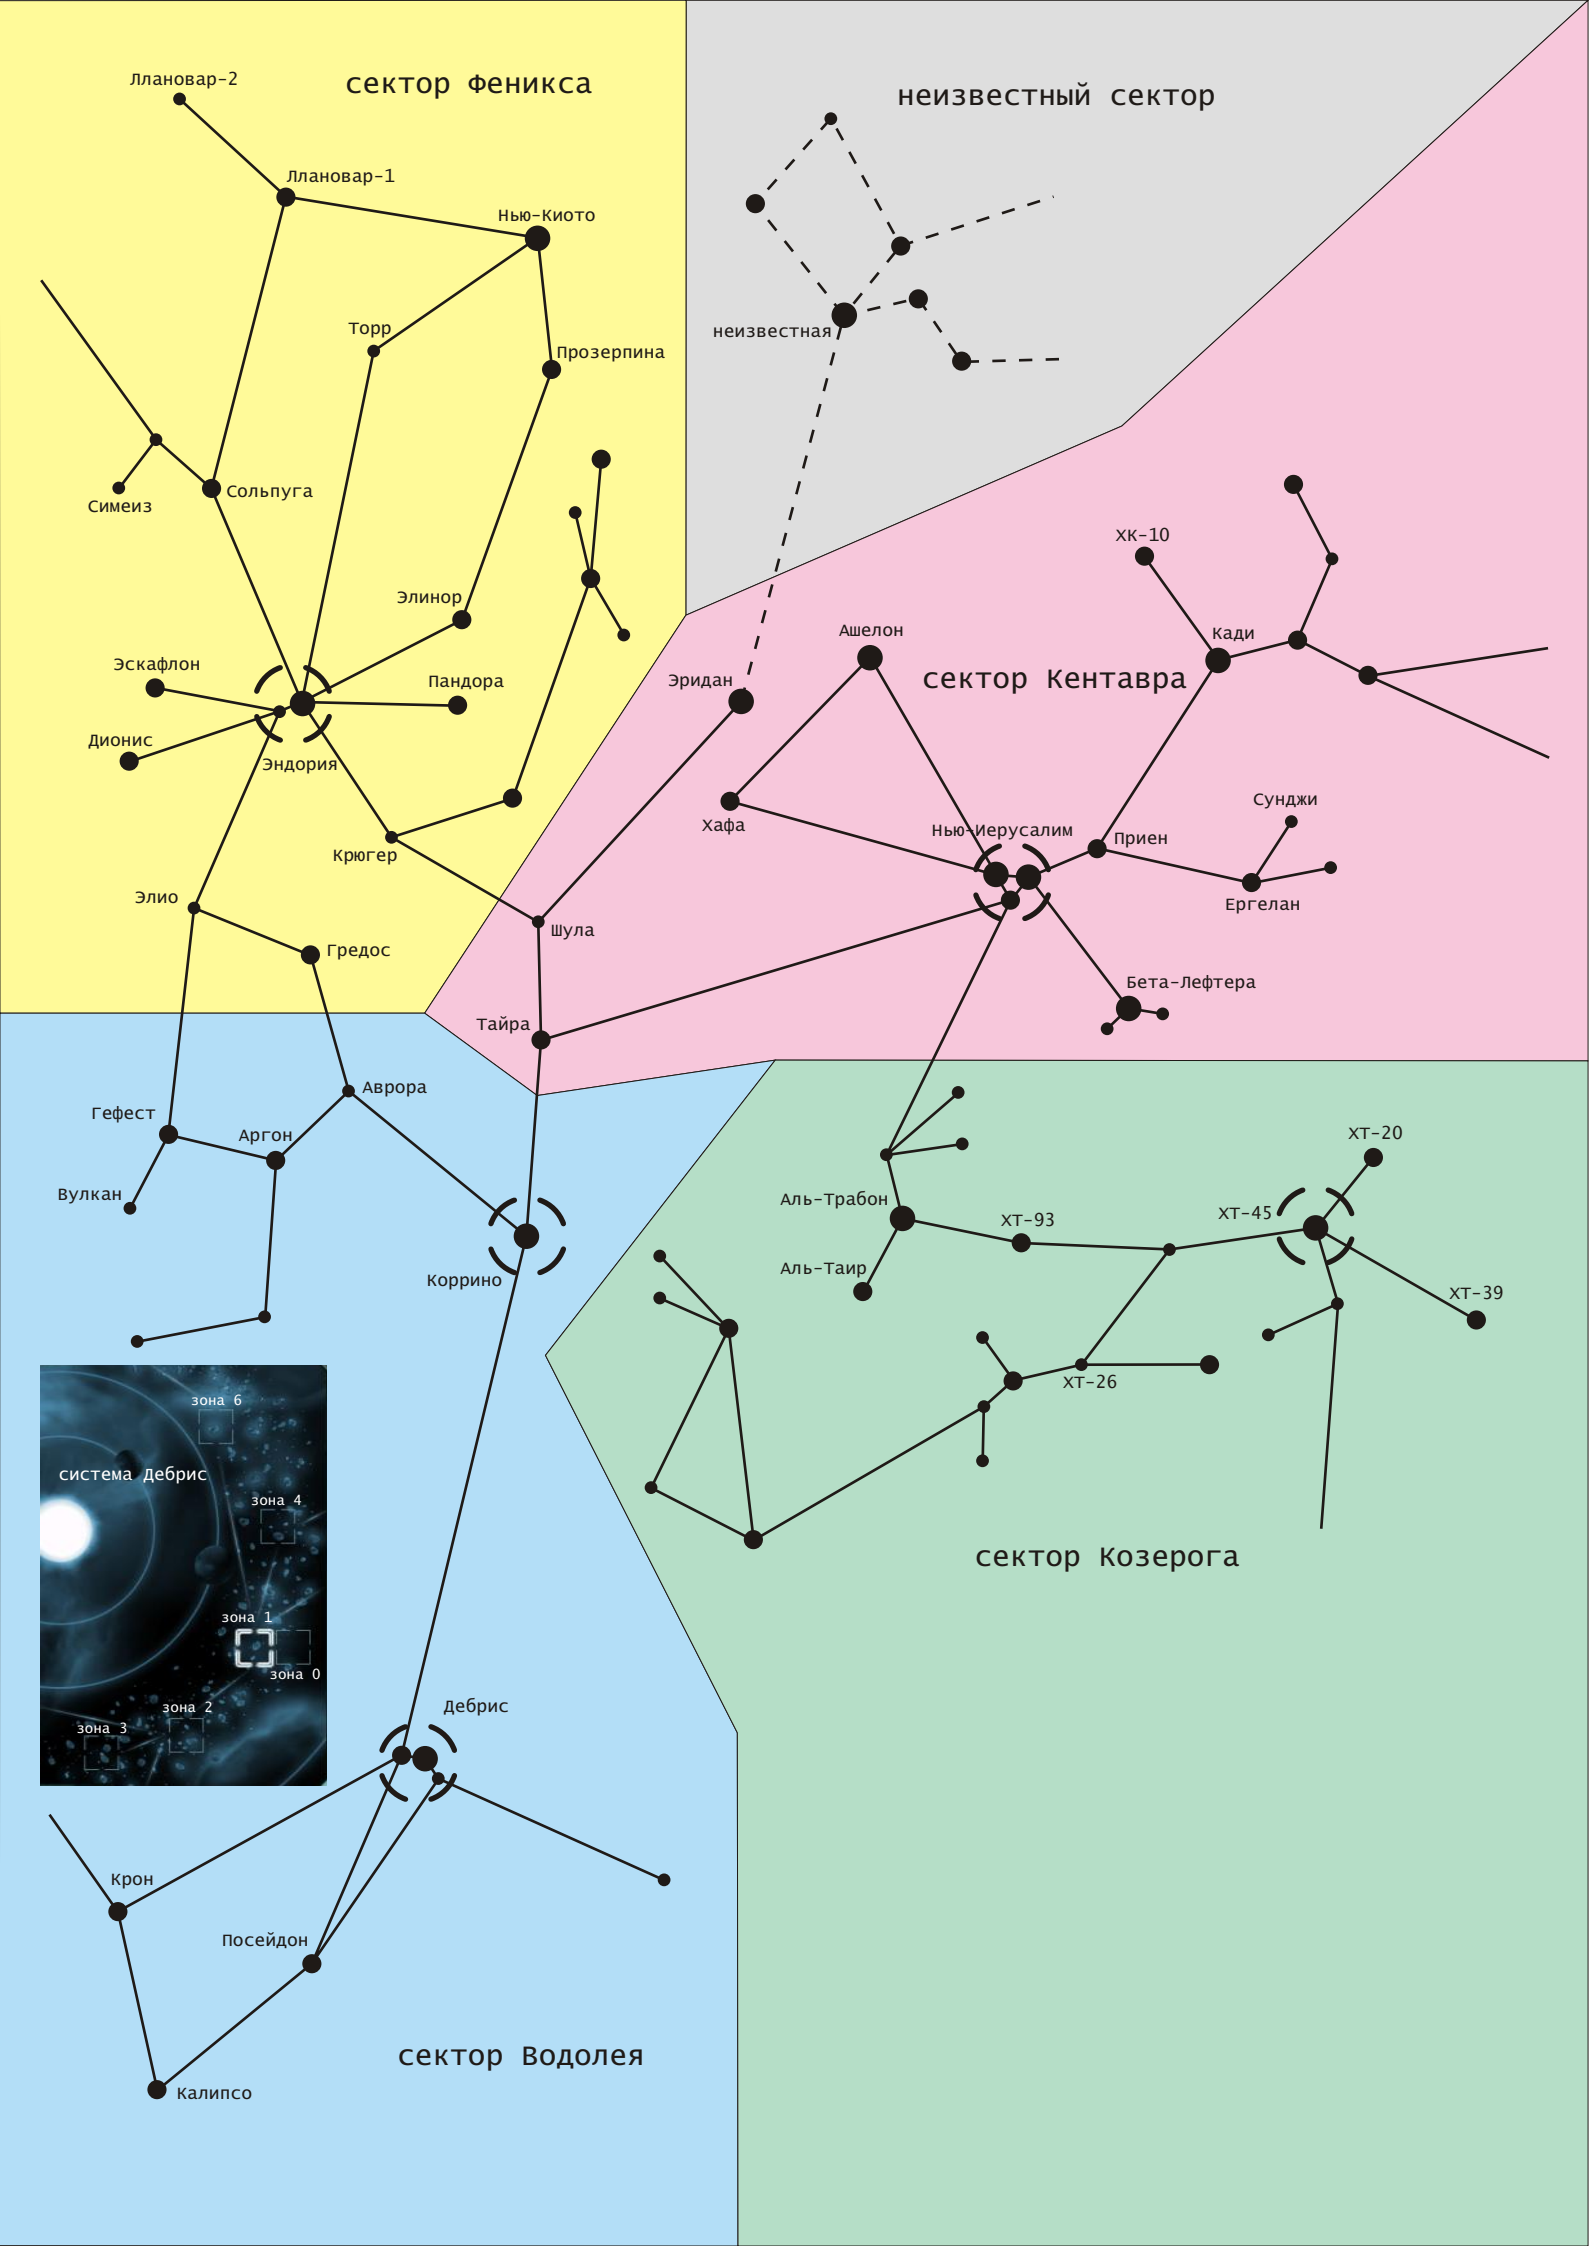 Ллановар-2
сектор Феникса
неизвестный сектор
Ллановар-1
Нью-Киото
Торр
неизвестная
Прозерпина
Симеиз
Сольпуга
ХК-10
Элинор
Ашелон
Кади
Эскафлон
Пандора
Эридан
сектор Кентавра
Дионис
Эндория
Хафа
Нью-Иерусалим
Приен
Сунджи
Крюгер
Элио
Ергелан
Шула
Гредос
Тайра
Бета-Лефтера
Аврора
Гефест
Аргон
ХТ-20
Вулкан
Аль-Трабон
ХТ-93
ХТ-45
Коррино
Аль-Таир
ХТ-39
ХТ-26
зона 6
система Дебрис
зона 4
сектор Козерога
зона 1
зона 0
зона 2
зона 3
Дебрис
Крон
Посейдон
сектор Водолея
Калипсо